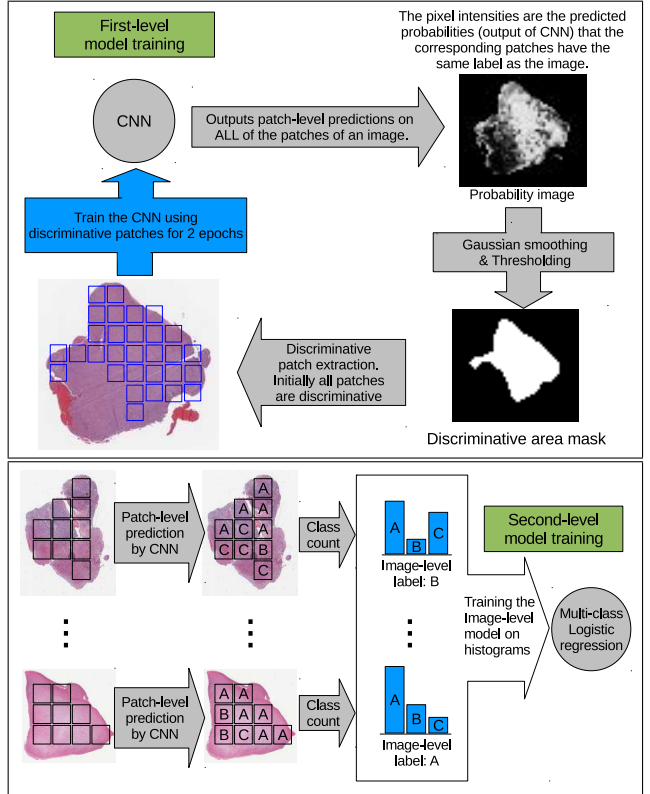 First-level
model training
The pixel intensities are the predicted
probabilities (output of CNN) that the
corresponding patches have the
same label as the image.
CNN
Outputs patch-level predictions on
ALL of the patches of an image.
Probability image
Train the CNN using
discriminative patches for 2 epochs
Gaussian smoothing
& Thresholding
Discriminative
patch extraction.
Initially all patches
are discriminative
Discriminative area mask
Patch-level
prediction
by CNN
A
A A
A C A
C C B
C
Class
count
A B C
Image-level
label: B
Second-level
model training
Training the
Image-level
model on
histograms
Multi-class
Logistic
regression
Patch-level
prediction
by CNN
A A
B A A
B C A A
Class
count
A B C
Image-level
label: A